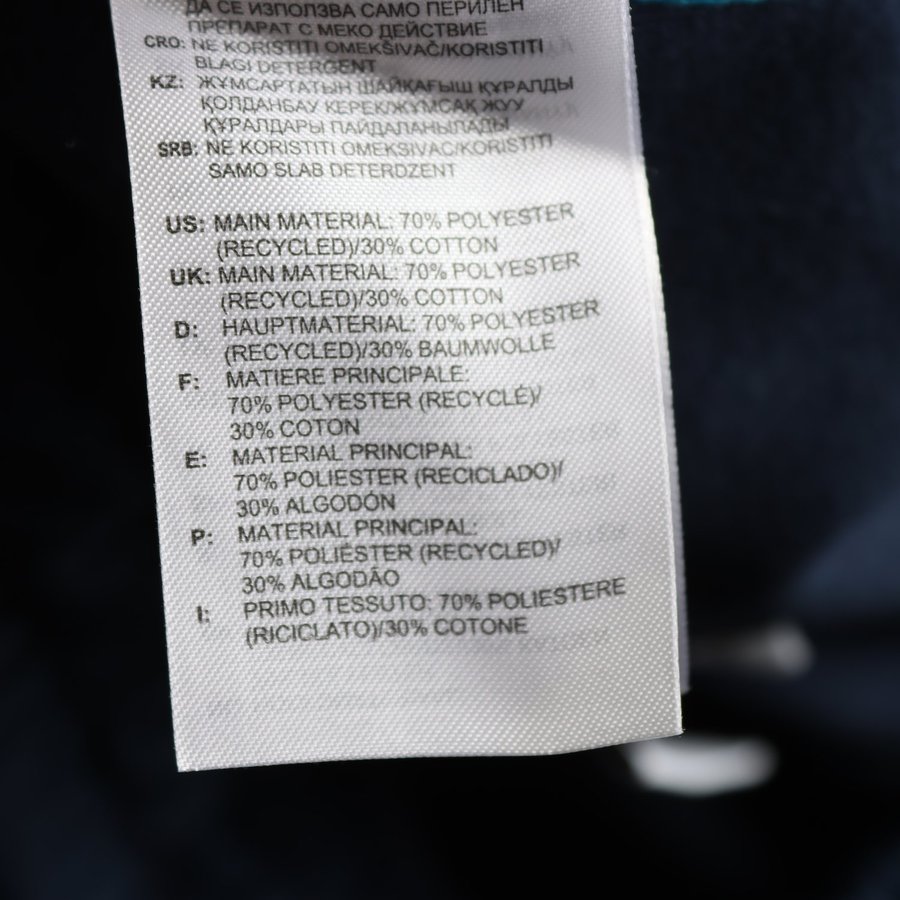 ДА СЕ ИЗПОЛЗВА САМО ПЕРИЛЕН
ПРЕПАРАТ С МЕКО ДЕЙСТВИЕ
CRO: NE KORISTITI OMEKŠIVAČ/KORISTITI
BLAGI DETERGENT
KZ: ЖҰМСАРТАТЫН ШАЙҚАҒЫШ ҚҰРАЛДЫ
ҚОЛДАНБАУ КЕРЕК/ЖҰМСАҚ ЖУУ
ҚҰРАЛДАРЫ ПАЙДАЛАНЫЛАДЫ
SRB: NE KORISTITI OMEKSIVAC/KORISTITI
SAMO SLAB DETERDZENT
US: MAIN MATERIAL: 70% POLYESTER
(RECYCLED)/30% COTTON
UK: MAIN MATERIAL: 70% POLYESTER
(RECYCLED)/30% COTTON
D: HAUPTMATERIAL: 70% POLYESTER
(RECYCLED)/30% BAUMWOLLE
F: MATIERE PRINCIPALE:
70% POLYESTER (RECYCLÉ)/
30% COTON
E: MATERIAL PRINCIPAL:
70% POLIESTER (RECICLADO)/
30% ALGODÓN
P: MATERIAL PRINCIPAL:
70% POLIÉSTER (RECYCLED)/
30% ALGODÃO
I: PRIMO TESSUTO: 70% POLIESTERE
(RICICLATO)/30% COTONE